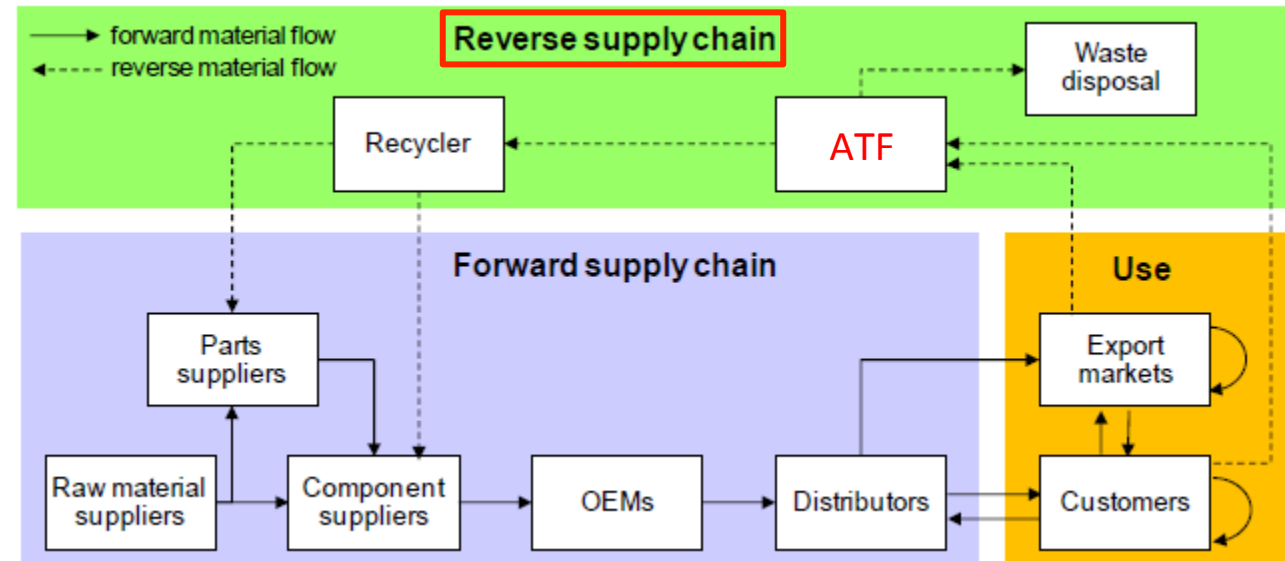 forward material flow
reverse material flow
Reverse supply chain
Waste
disposal
Recycler
ATF
Forward supply chain
Use
Parts
suppliers
Export
markets
Raw material
suppliers
Component
suppliers
OEMs
Distributors
Customers